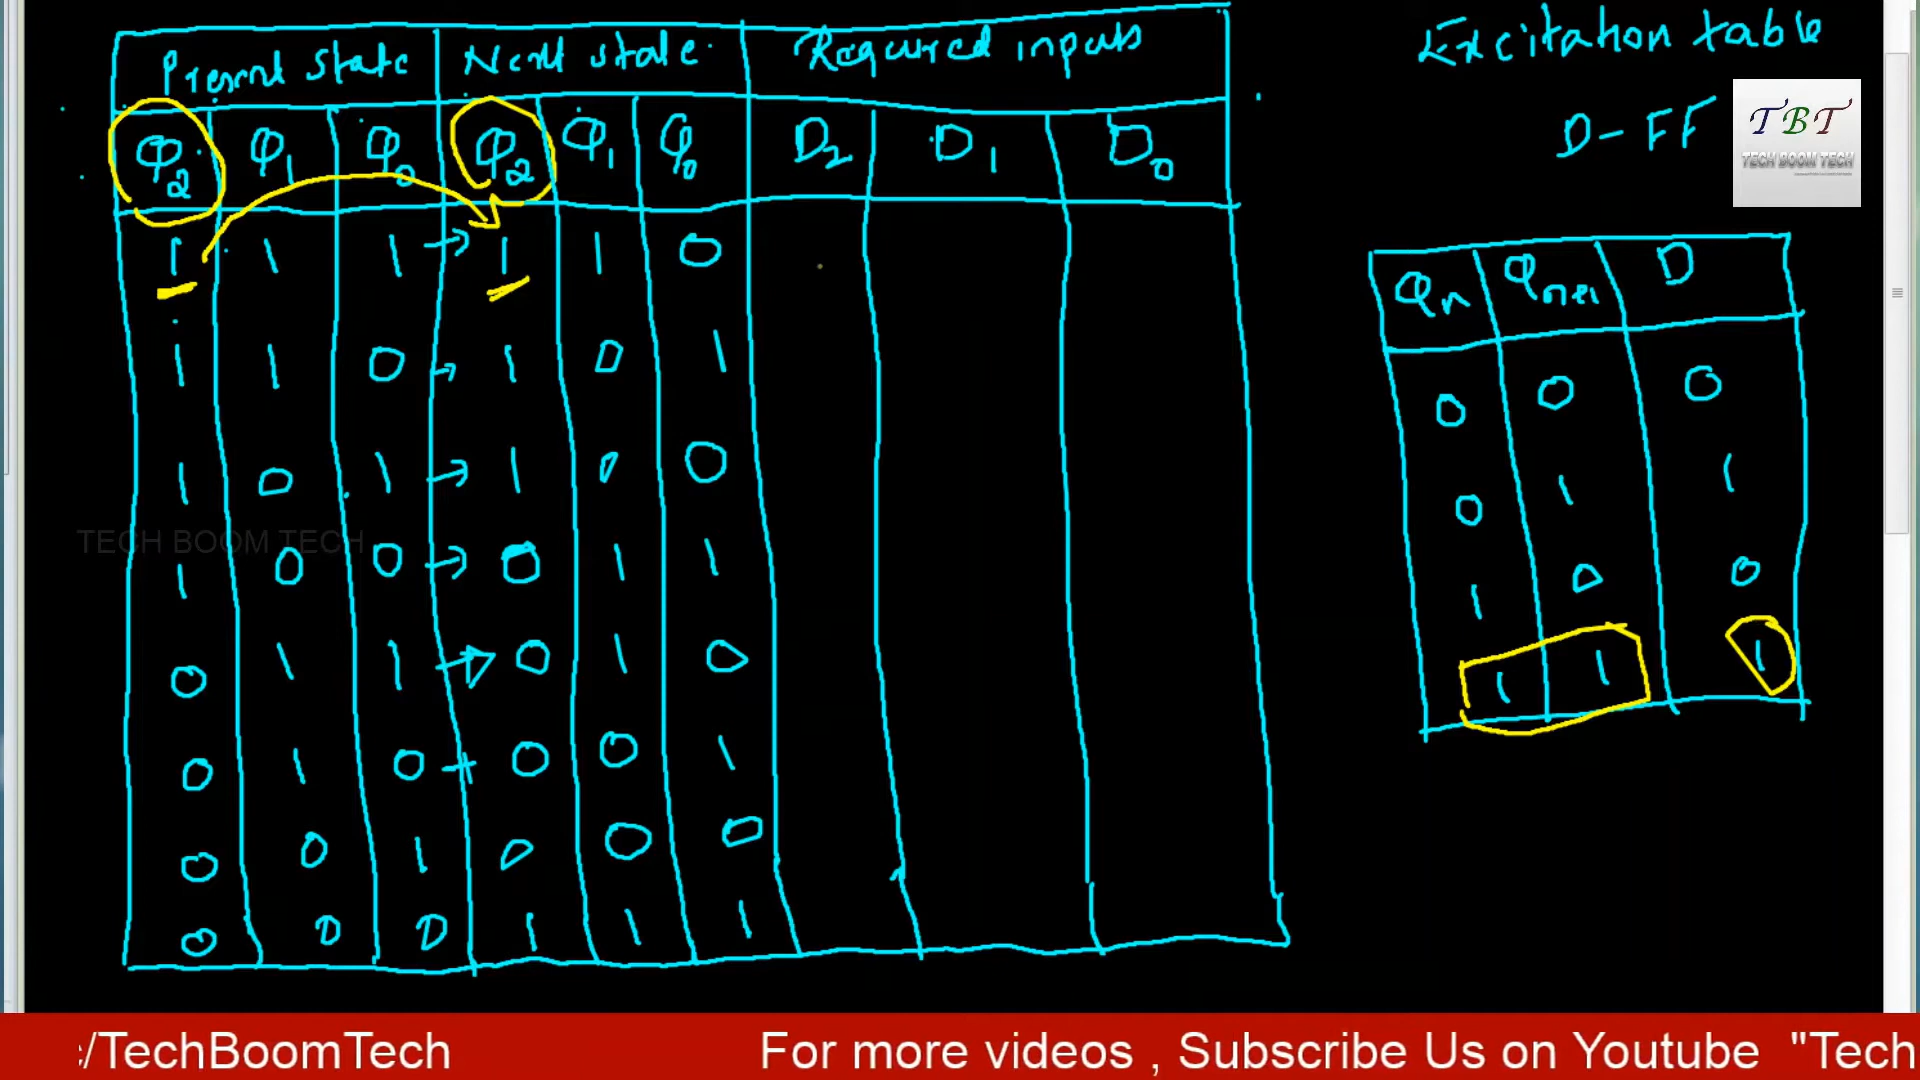 Present state Next state Required inputs
Q2 Q1 Q0 Q2 Q1 Q0 D2 D1 D0
1 1 1 → 1 1 0
1 1 0 → 1 0 1
1 0 1 → 1 0 0
1 0 0 → 0 1 1
0 1 1 → 0 1 0
0 1 0 → 0 0 1
0 0 1 0 0 0
0 0 0 1 1 1
Excitation table
D-FF
TBT
TECH BOOM TECH
Qn Qn+1 D
0 0 0
0 1 1
1 0 0
1 1 1
TECH BOOM TECH
/TechBoomTech For more videos , Subscribe Us on Youtube "Tech